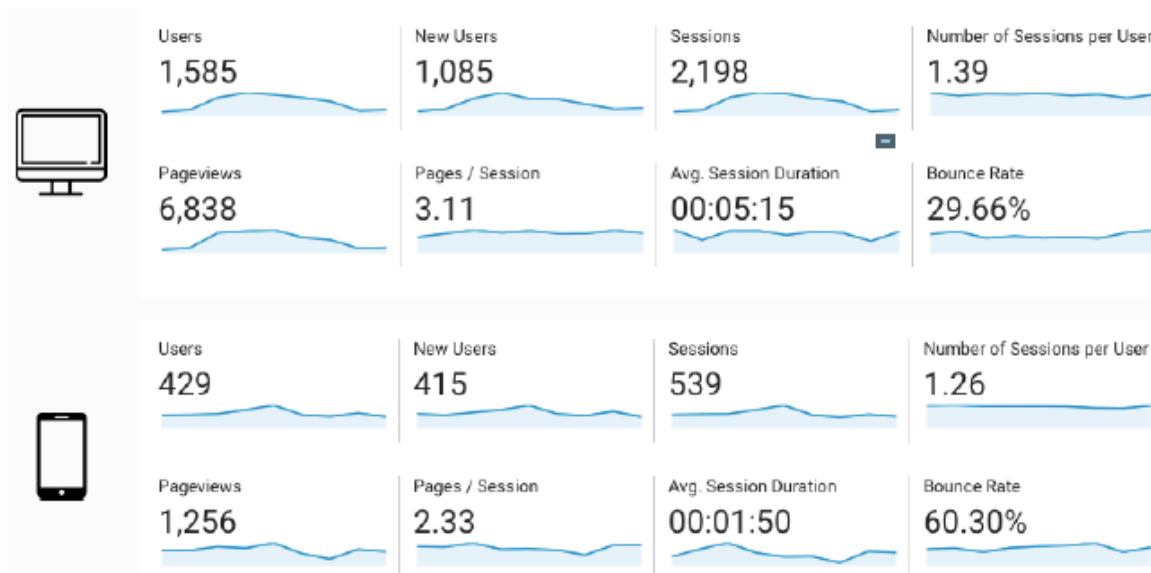 Users New Users Sessions Number of Sessions per User
1,585 1,085 2,198 1.39
Pageviews Pages / Session Avg. Session Duration Bounce Rate
6,838 3.11 00:05:15 29.66%
Users New Users Sessions Number of Sessions per User
429 415 539 1.26
Pageviews Pages / Session Avg. Session Duration Bounce Rate
1,256 2.33 00:01:50 60.30%